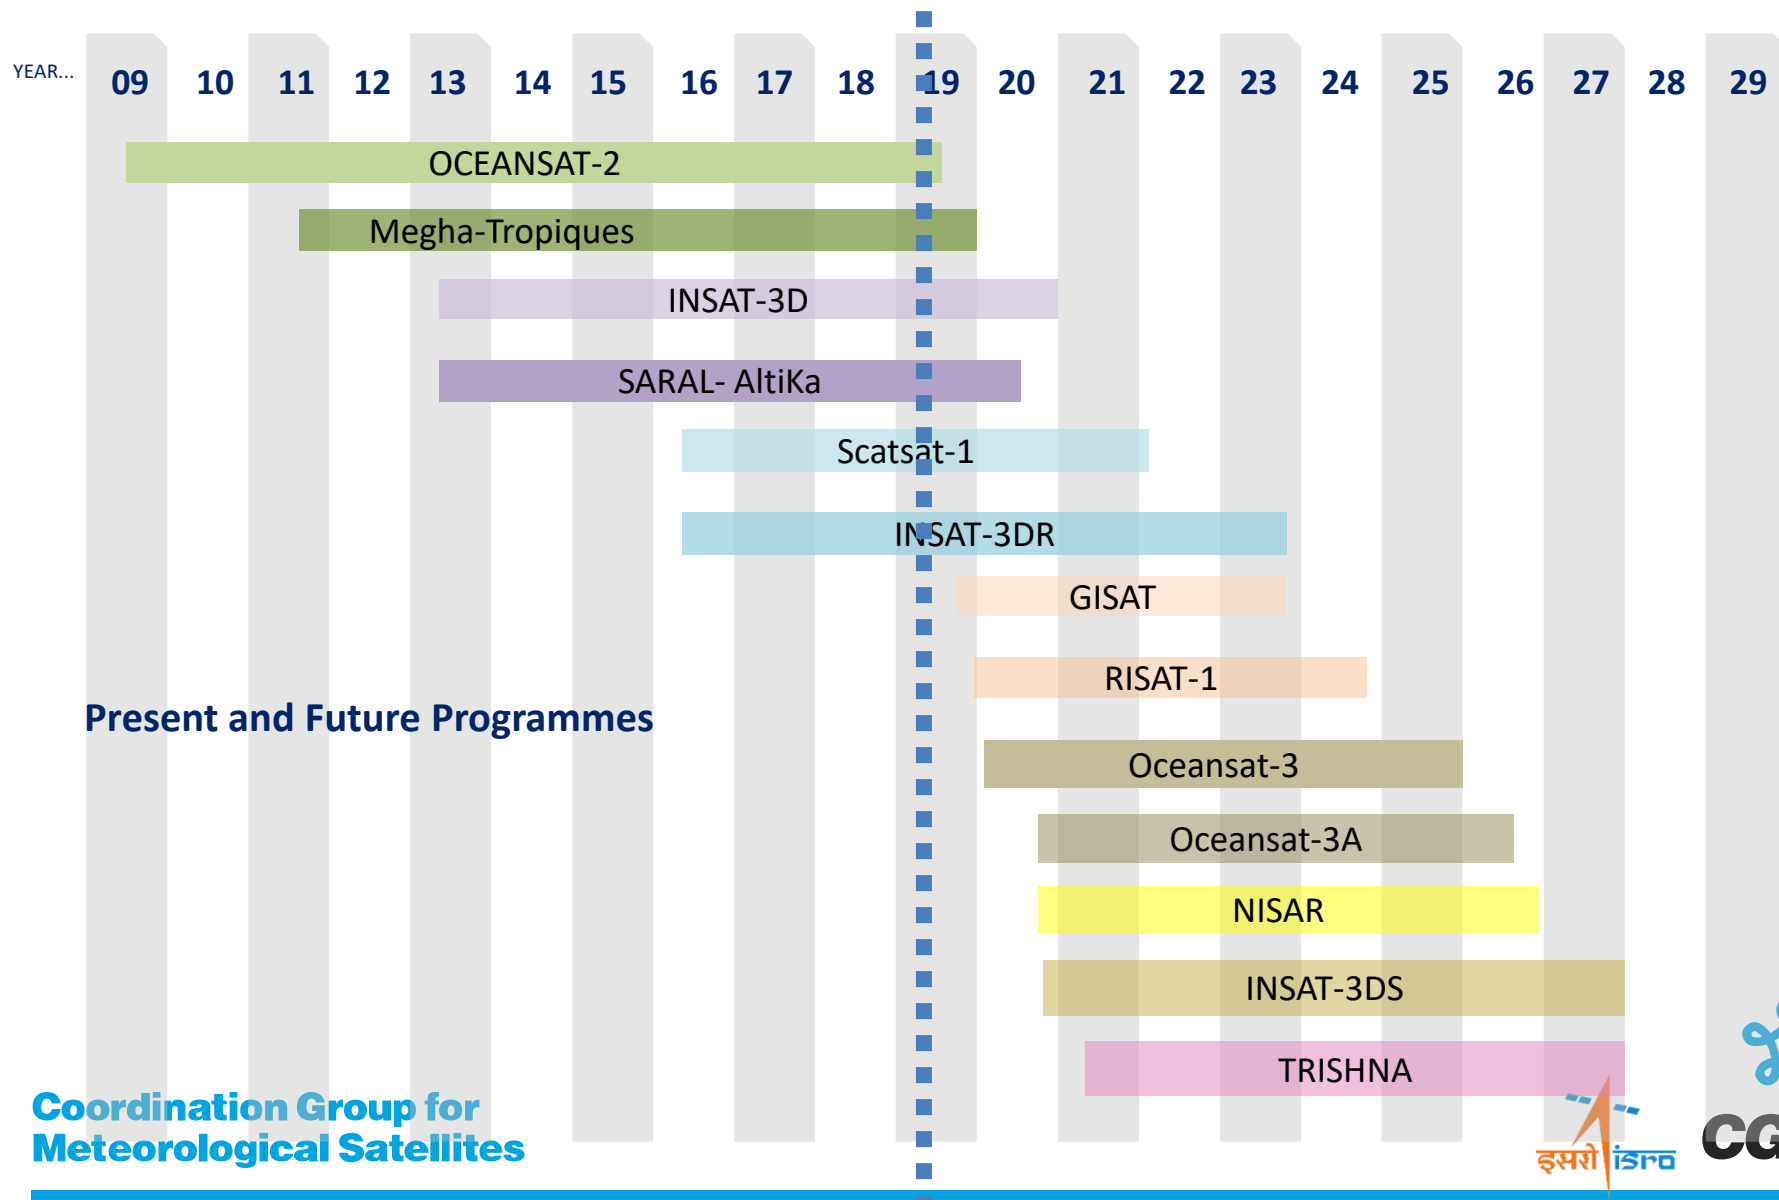 YEAR... 09 10 11 12 13 14 15 16 17 18 19 20 21 22 23 24 25 26 27 28 29
OCEANSAT-2
Megha-Tropiques
INSAT-3D
SARAL- AltiKa
Scatsat-1
INSAT-3DR
GISAT
RISAT-1
Present and Future Programmes
Oceansat-3
Oceansat-3A
NISAR
INSAT-3DS
TRISHNA
Coordination Group for
Meteorological Satellites
इसरो isro
CG